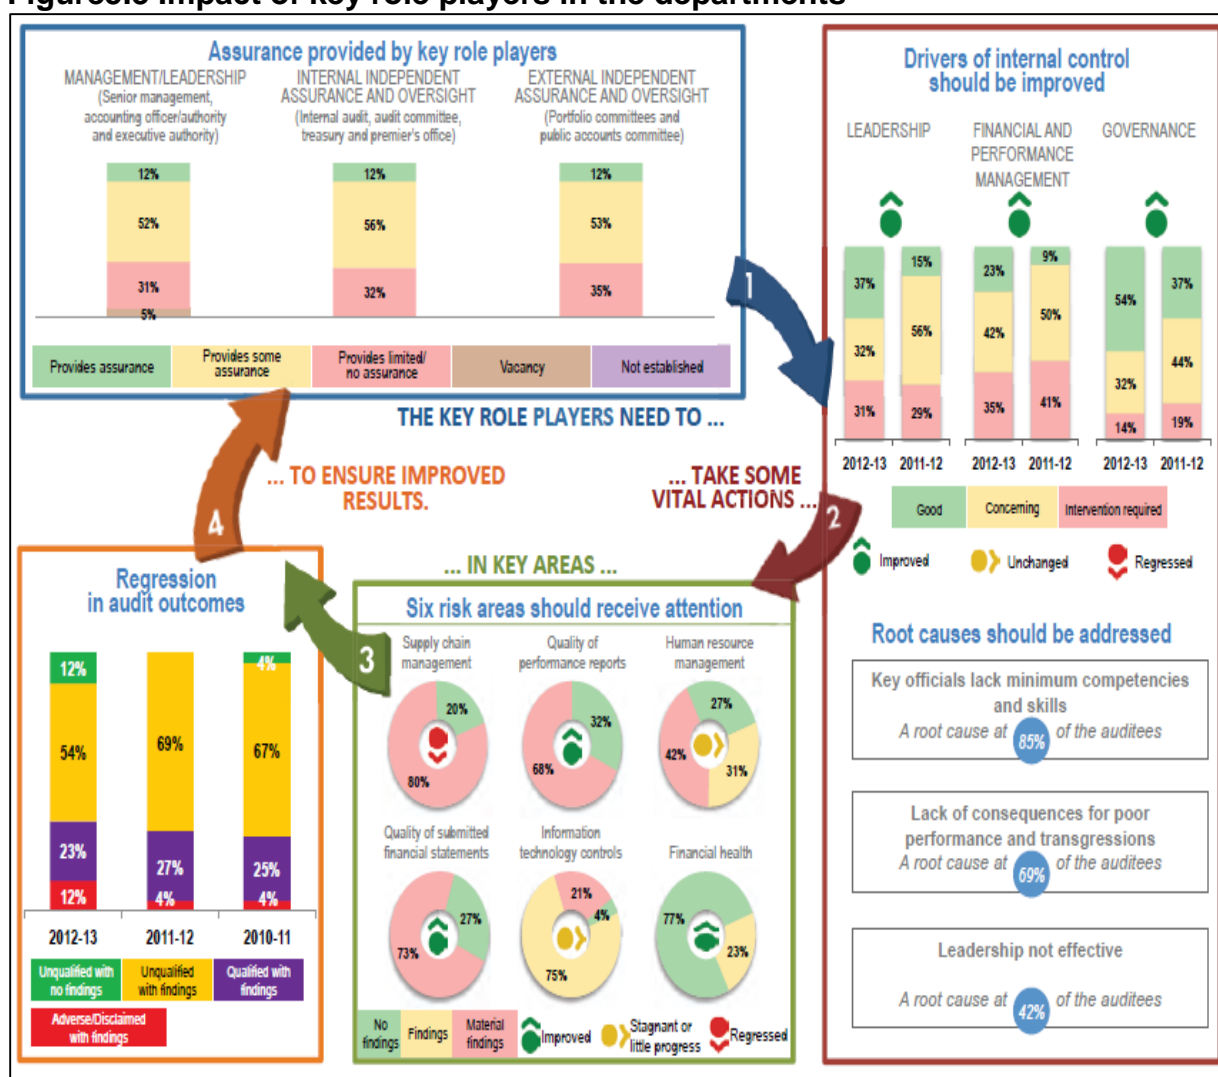 Assurance provided by key role players
MANAGEMENT/LEADERSHIP
(Senior management,
accounting officer/authority
and executive authority)
INTERNAL INDEPENDENT
ASSURANCE AND OVERSIGHT
(Internal audit, audit committee,
treasury and premier's office)
EXTERNAL INDEPENDENT
ASSURANCE AND OVERSIGHT
(Portfolio committees and
public accounts committee)
12%
52%
31%
5%
12%
56%
32%
12%
53%
35%
Provides assurance
Provides some
assurance
Provides limited/
no assurance
Vacancy
Not established
1
THE KEY ROLE PLAYERS NEED TO ...
Drivers of internal control
should be improved
LEADERSHIP
FINANCIAL AND
PERFORMANCE
MANAGEMENT
GOVERNANCE
37%
32%
31%
15%
56%
29%
23%
42%
35%
9%
50%
41%
54%
32%
14%
37%
44%
19%
2012-13 2011-12
2012-13 2011-12
2012-13 2011-12
Good
Concerning
Intervention required
Improved
Unchanged
Regressed
Root causes should be addressed
Key officials lack minimum competencies
and skills
A root cause at 85% of the auditees
Lack of consequences for poor
performance and transgressions
A root cause at 69% of the auditees
Leadership not effective
A root cause at 42% of the auditees
... TAKE SOME
VITAL ACTIONS ...
2
... IN KEY AREAS ...
Six risk areas should receive attention
Supply chain
management
20%
80%
Quality of
performance reports
32%
68%
Human resource
management
27%
42%
31%
Quality of submitted
financial statements
27%
73%
Information
technology controls
21%
4%
75%
Financial health
77%
23%
No
findings
Findings
Material
findings
Improved
Stagnant or
little progress
Regressed
3
... TO ENSURE IMPROVED
RESULTS.
4
Regression
in audit outcomes
12%
54%
23%
12%
69%
27%
4%
4%
67%
25%
4%
2012-13
2011-12
2010-11
Unqualified with
no findings
Unqualified
with findings
Qualified with
findings
Adverse/Disclaimed
with findings